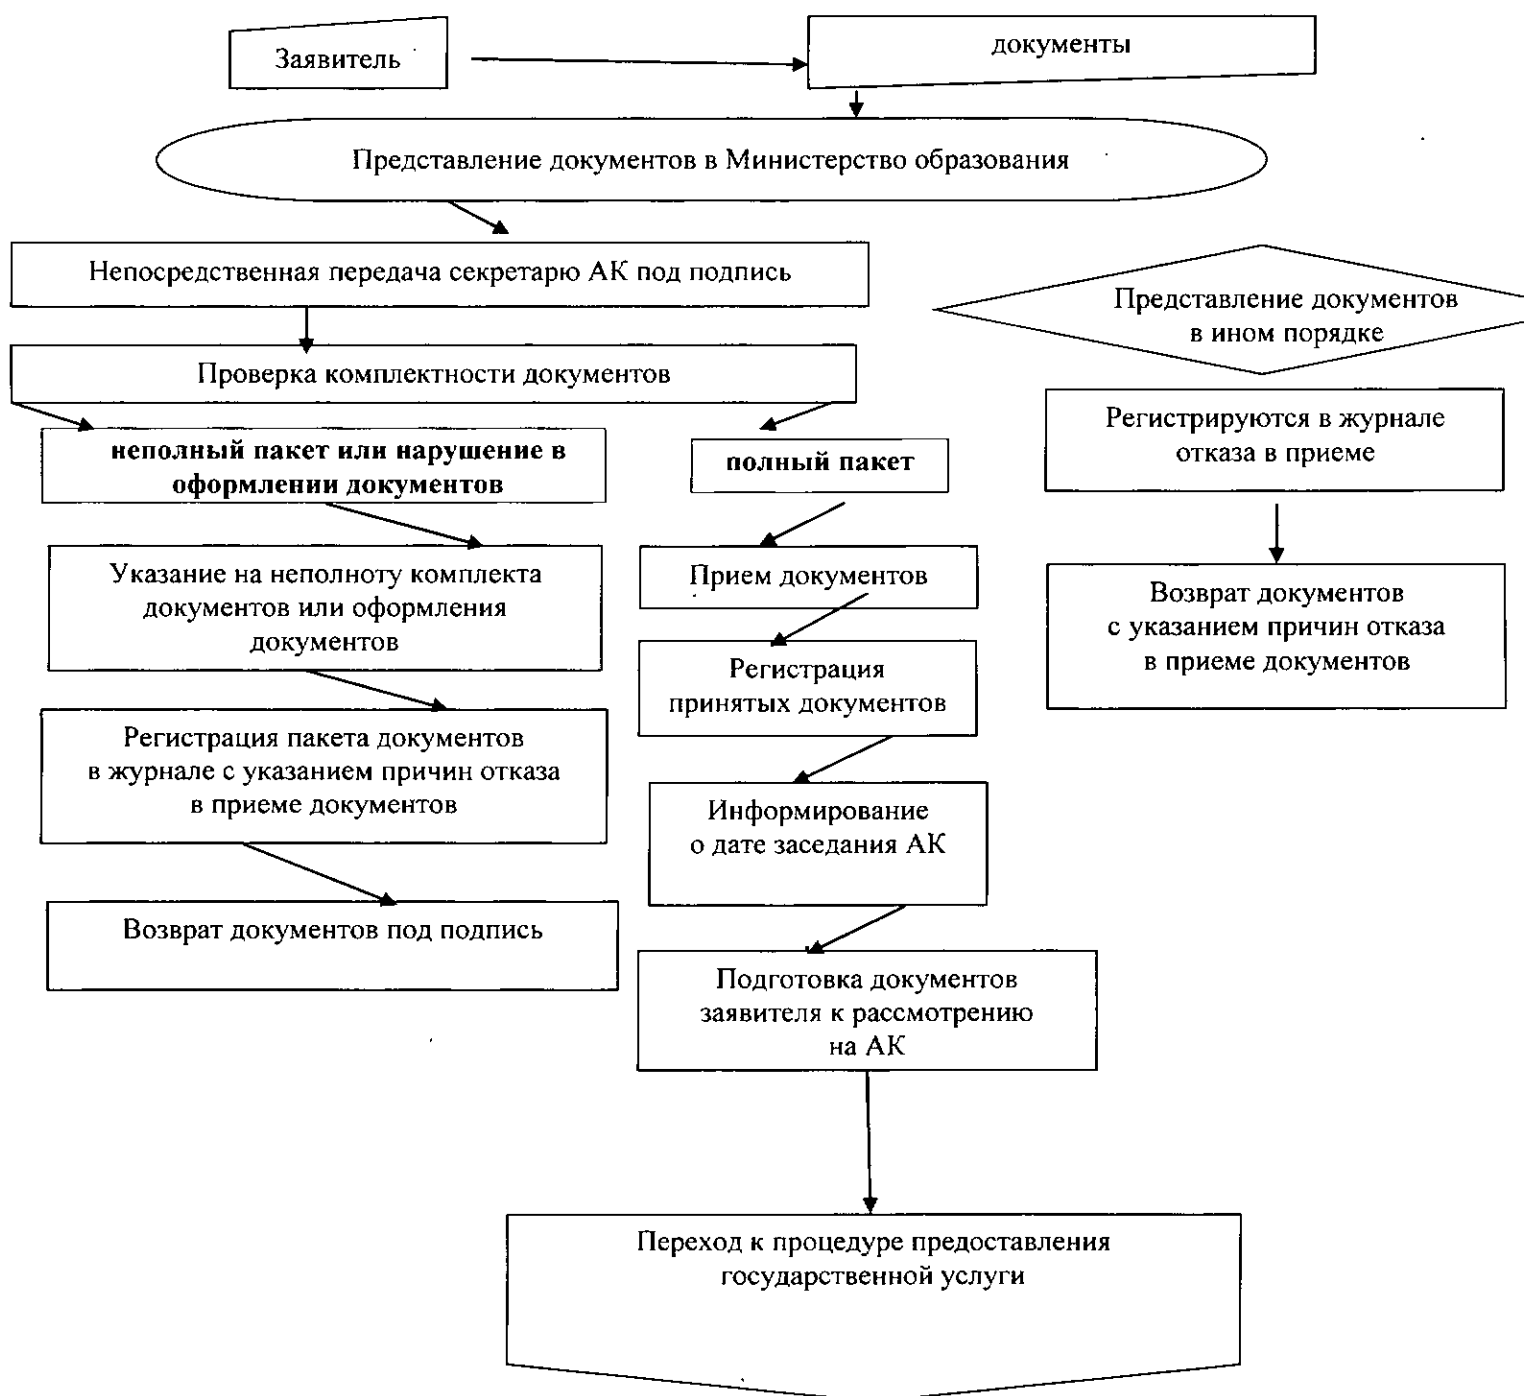 Заявитель
документы
Представление документов в Министерство образования
Непосредственная передача секретарю АК под подпись
Представление документов
в ином порядке
Проверка комплектности документов
неполный пакет или нарушение в
оформлении документов
полный пакет
Регистрируются в журнале
отказа в приеме
Указание на неполноту комплекта
документов или оформления
документов
Прием документов
Возврат документов
с указанием причин отказа
в приеме документов
Регистрация
принятых документов
Регистрация пакета документов
в журнале с указанием причин отказа
в приеме документов
Информирование
о дате заседания АК
Возврат документов под подпись
Подготовка документов
заявителя к рассмотрению
на АК
Переход к процедуре предоставления
государственной услуги